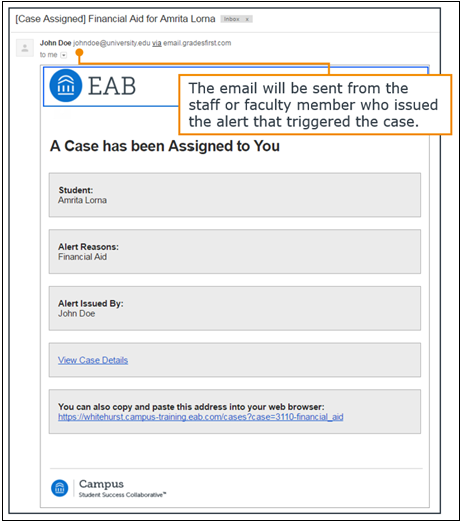 [Case Assigned] Financial Aid for Amrita Lorna Inbox x
John Doe johndoe@university.edu via email.gradesfirst.com
to me
EAB
The email will be sent from the
staff or faculty member who issued
the alert that triggered the case.
A Case has been Assigned to You
Student:
Amrita Lorna
Alert Reasons:
Financial Aid
Alert Issued By:
John Doe
View Case Details
You can also copy and paste this address into your web browser:
https://whitehurst.campus-training.eab.com/cases?case=3110-financial_aid
Campus
Student Success Collaborative™